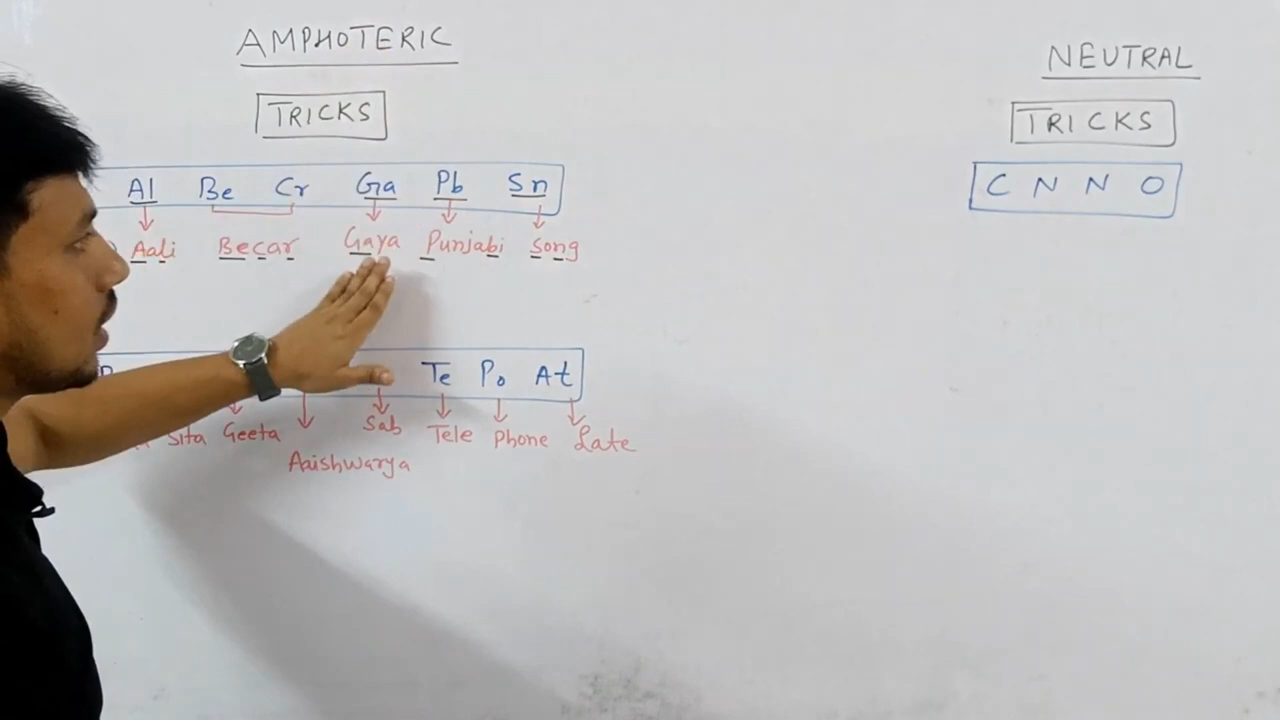 AMPHOTERIC
TRICKS
Al Be Cr Ga Pb Sn
Aali Becar Gaya Punjabi Song
Te Po At
Sita Geeta Aaishwarya Sab Tele Phone Late
NEUTRAL
TRICKS
C N N O